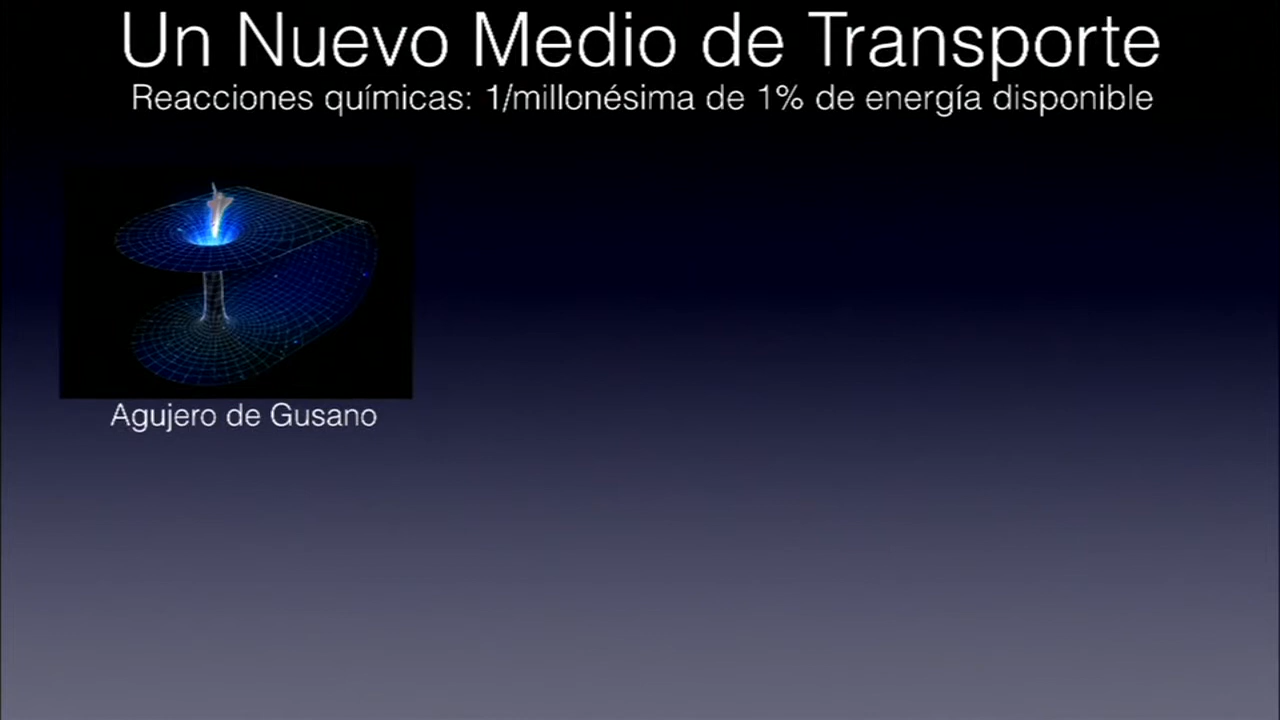 Un Nuevo Medio de Transporte
Reacciones químicas: 1/millonésima de 1% de energía disponible
Agujero de Gusano